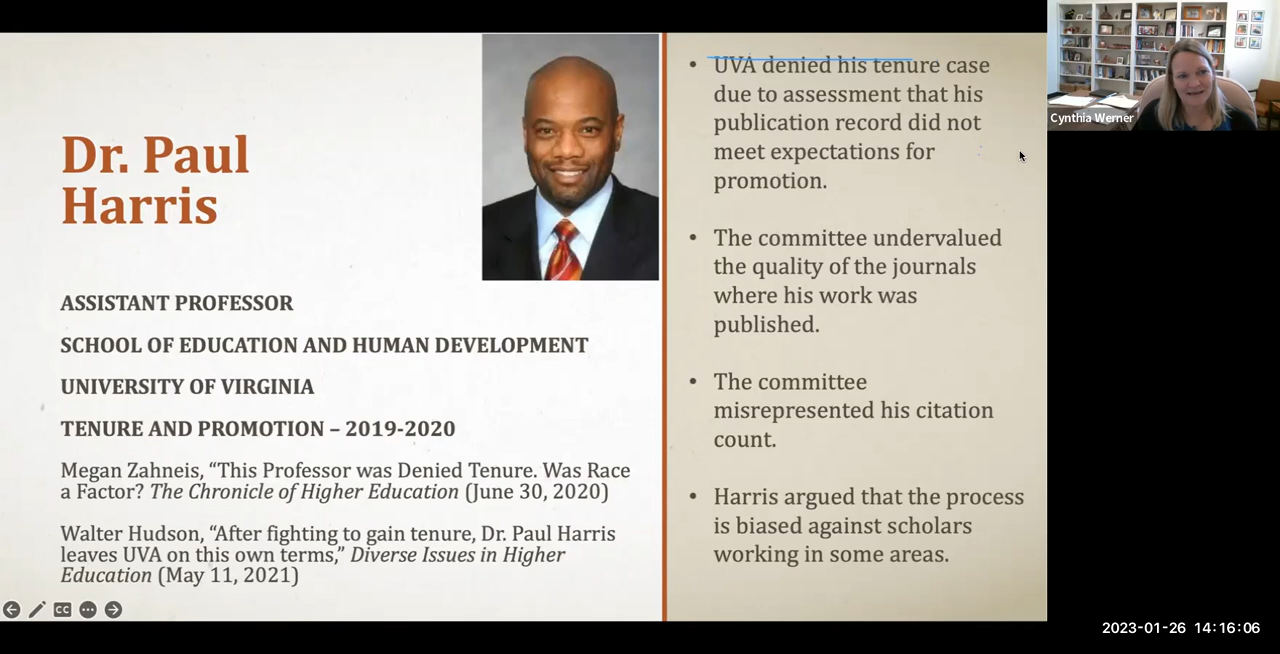 Dr. Paul
Harris
ASSISTANT PROFESSOR
SCHOOL OF EDUCATION AND HUMAN DEVELOPMENT
UNIVERSITY OF VIRGINIA
TENURE AND PROMOTION – 2019-2020
Megan Zahneis, “This Professor was Denied Tenure. Was Race
a Factor? The Chronicle of Higher Education (June 30, 2020)
Walter Hudson, “After fighting to gain tenure, Dr. Paul Harris
leaves UVA on this own terms,” Diverse Issues in Higher
Education (May 11, 2021)
• UVA denied his tenure case
due to assessment that his
publication record did not
meet expectations for
promotion.
• The committee undervalued
the quality of the journals
where his work was
published.
• The committee
misrepresented his citation
count.
• Harris argued that the process
is biased against scholars
working in some areas.
CC
Cynthia Werner
2023-01-26 14:16:06